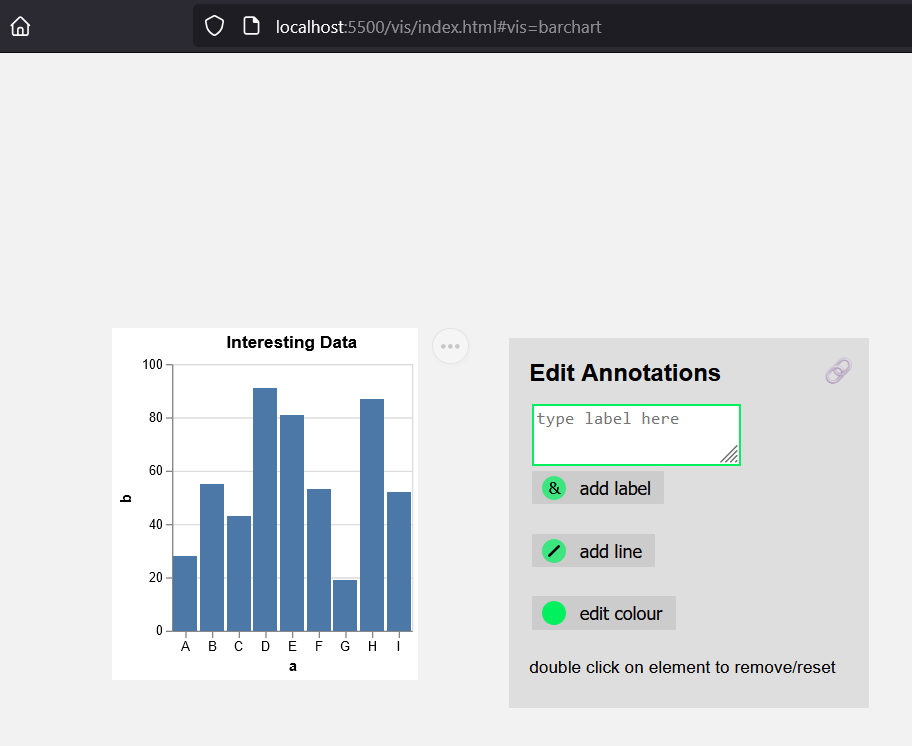 localhost:5500/vis/index.html#vis=barchart
Interesting Data
100
80
60
40
20
0
b
A B C D E F G H I
a
Edit Annotations
type label here
& add label
add line
edit colour
double click on element to remove/reset